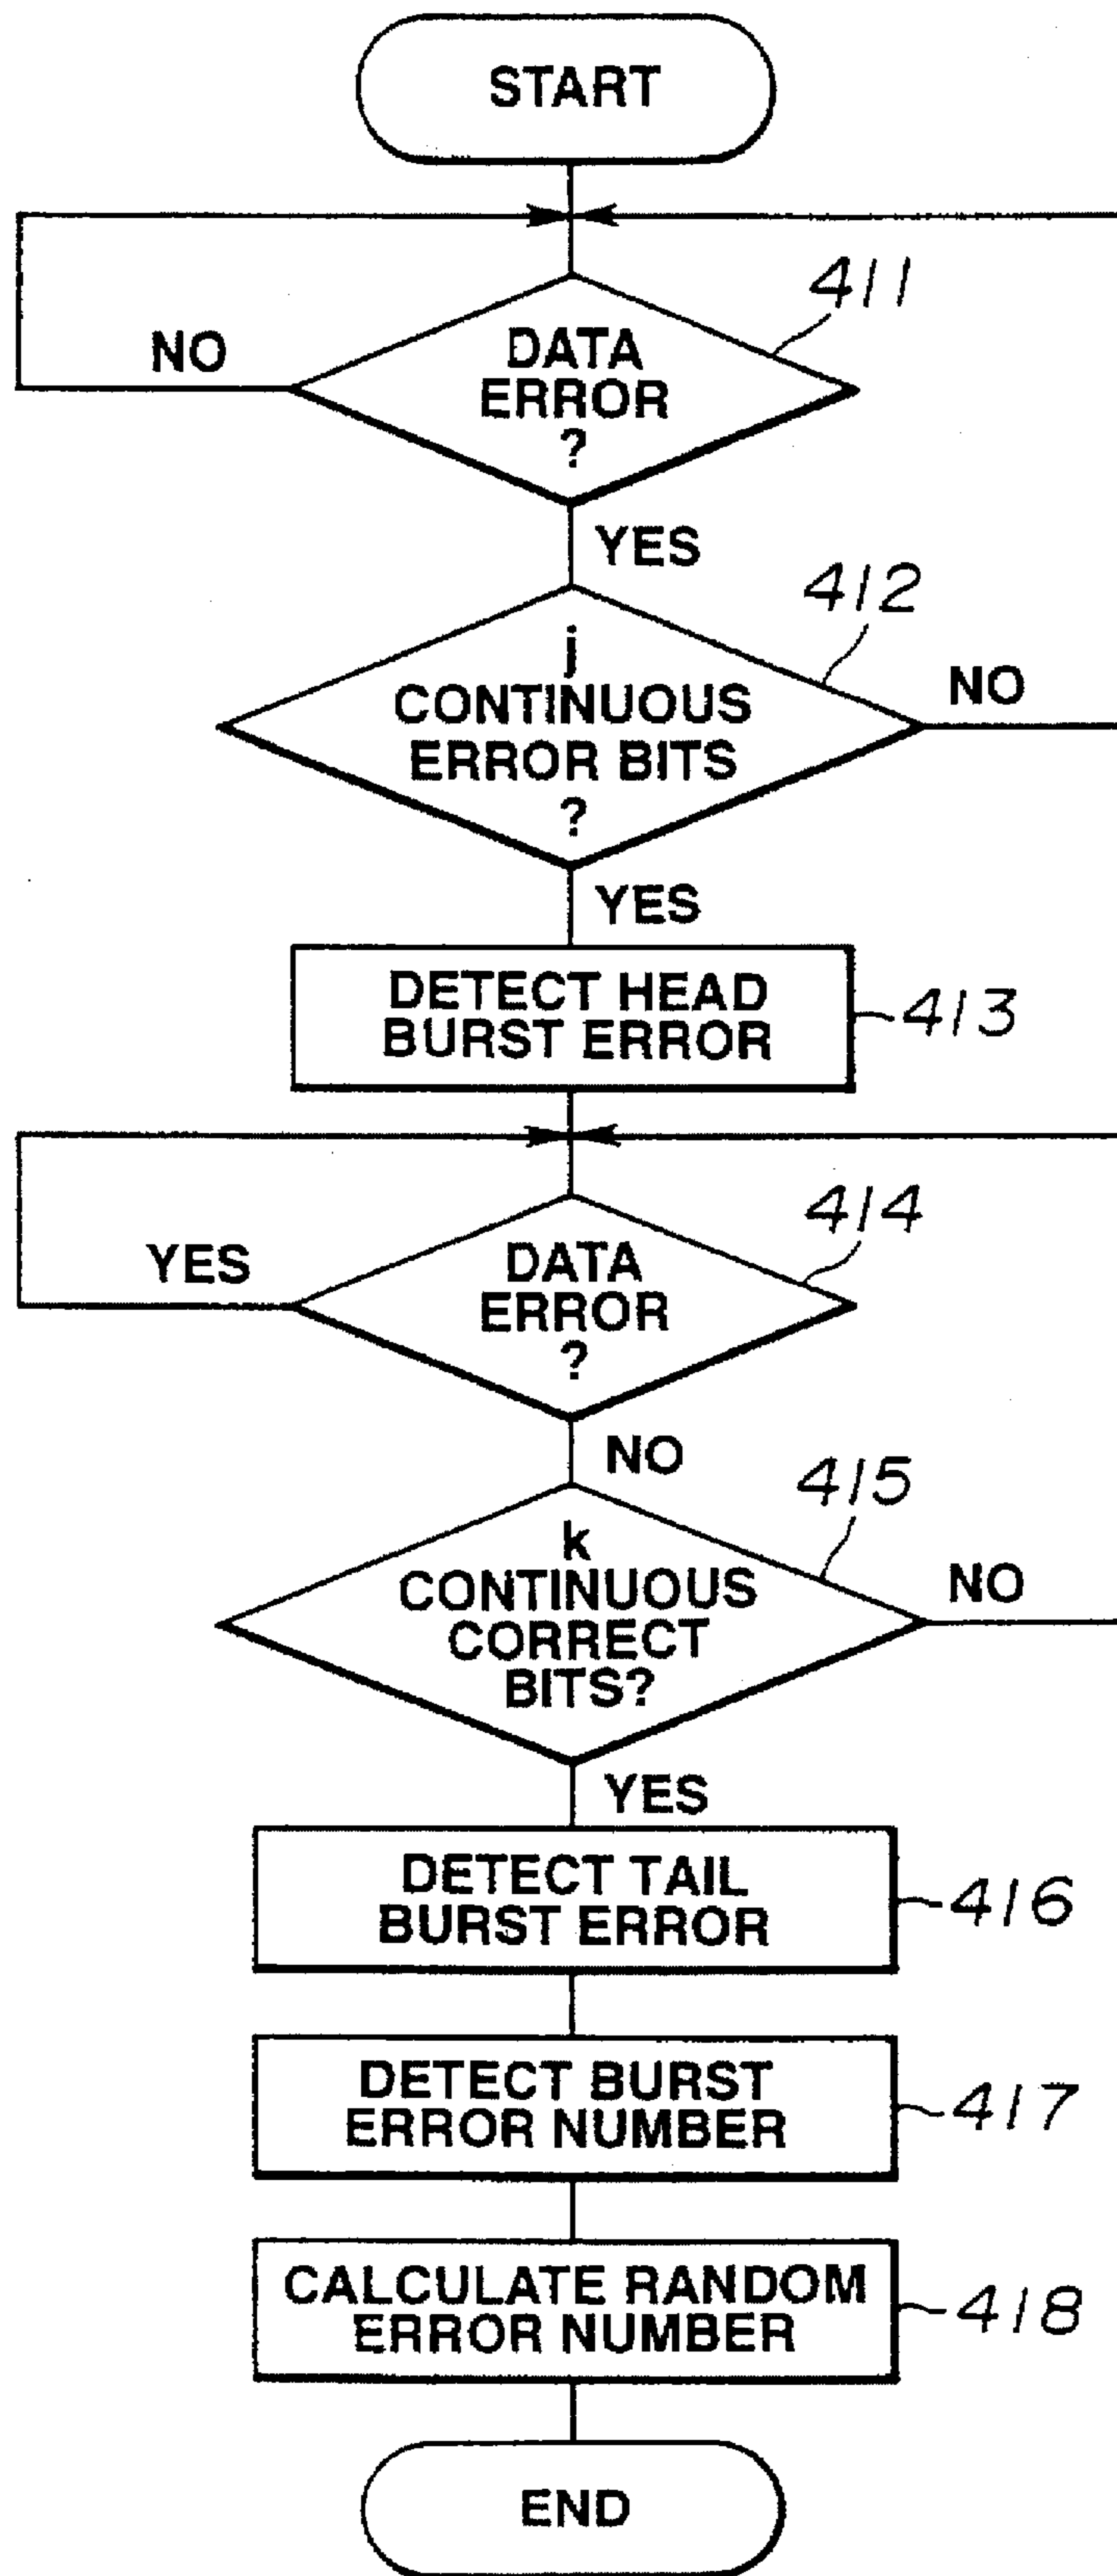 START
411
DATA
ERROR
?
NO
YES
412
j
CONTINUOUS
ERROR BITS
?
NO
YES
DETECT HEAD
BURST ERROR
413
414
DATA
ERROR
?
YES
NO
415
k
CONTINUOUS
CORRECT
BITS?
NO
YES
DETECT TAIL
BURST ERROR
416
DETECT BURST
ERROR NUMBER
417
CALCULATE RANDOM
ERROR NUMBER
418
END